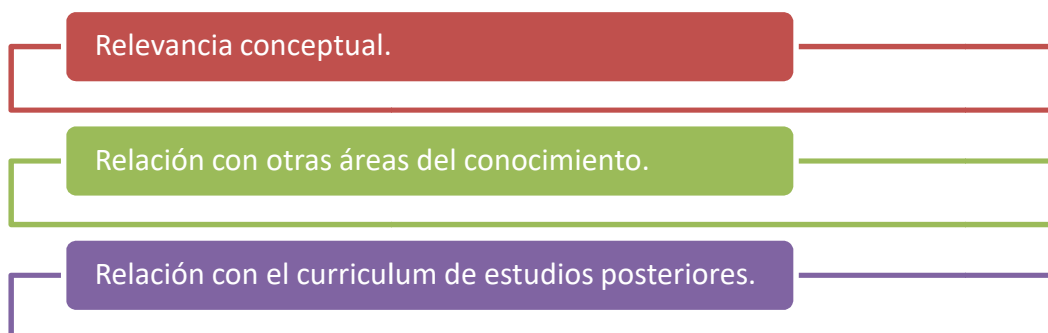 Relevancia conceptual.
Relación con otras áreas del conocimiento.
Relación con el curriculum de estudios posteriores.